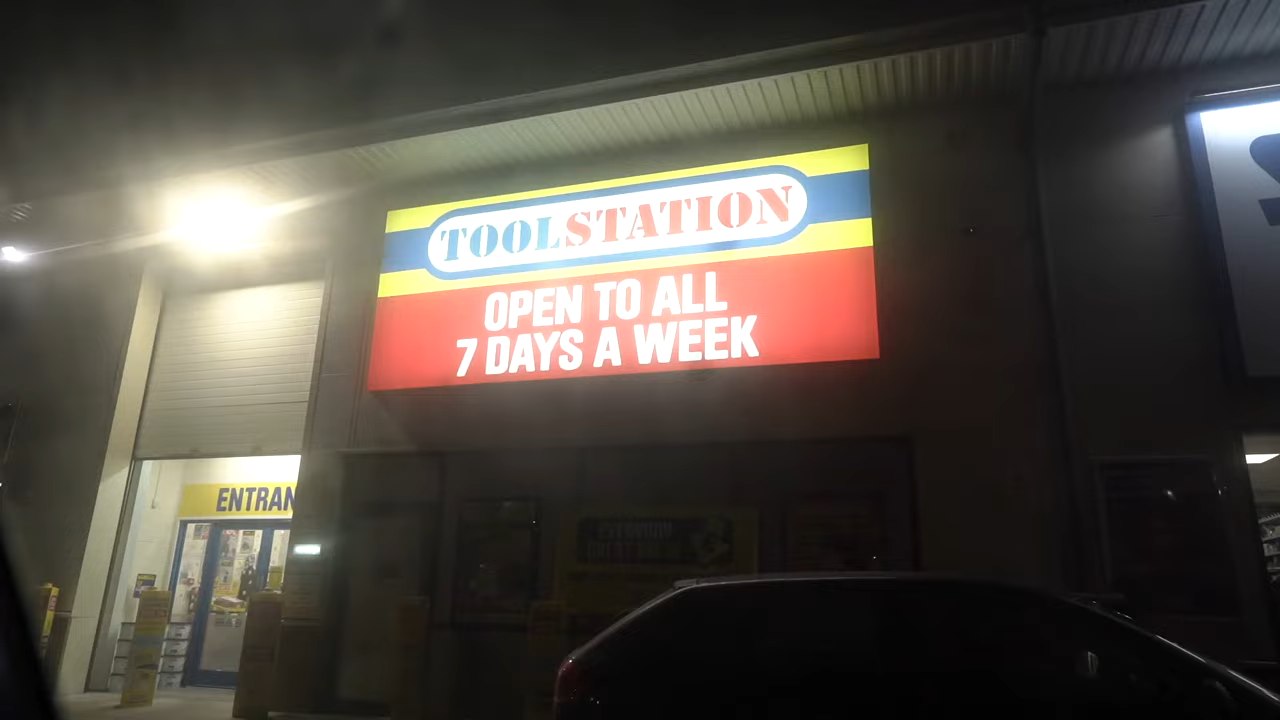 TOOLSTATION
OPEN TO ALL
7 DAYS A WEEK
ENTRAN